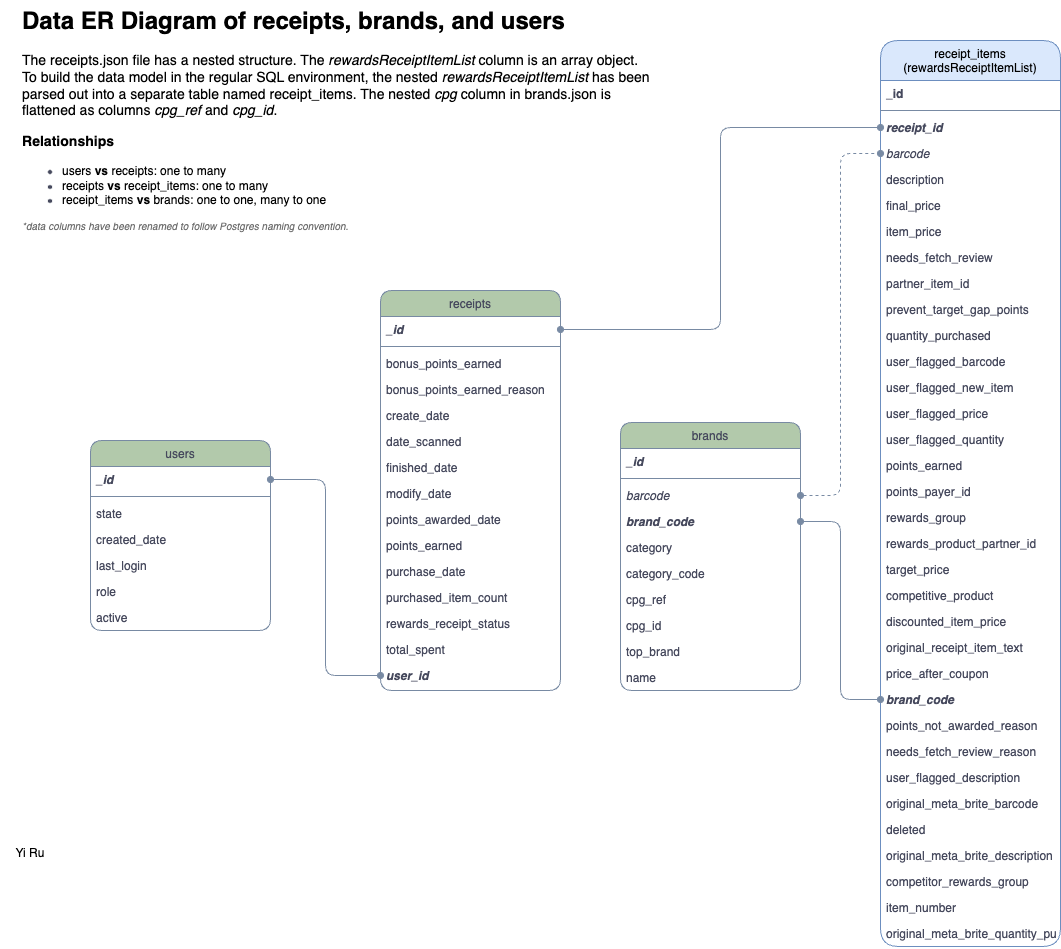 Data ER Diagram of receipts, brands, and users
The receipts.json file has a nested structure. The rewardsReceiptItemList column is an array object.
To build the data model in the regular SQL environment, the nested rewardsReceiptItemList has been
parsed out into a separate table named receipt_items. The nested cpg column in brands.json is
flattened as columns cpg_ref and cpg_id.
Relationships
users vs receipts: one to many
receipts vs receipt_items: one to many
receipt_items vs brands: one to one, many to one
*data columns have been renamed to follow Postgres naming convention.
users
_id
state
created_date
last_login
role
active
receipts
_id
bonus_points_earned
bonus_points_earned_reason
create_date
date_scanned
finished_date
modify_date
points_awarded_date
points_earned
purchase_date
purchased_item_count
rewards_receipt_status
total_spent
user_id
brands
_id
barcode
brand_code
category
category_code
cpg_ref
cpg_id
top_brand
name
receipt_items
(rewardsReceiptItemList)
_id
receipt_id
barcode
description
final_price
item_price
needs_fetch_review
partner_item_id
prevent_target_gap_points
quantity_purchased
user_flagged_barcode
user_flagged_new_item
user_flagged_price
user_flagged_quantity
points_earned
points_payer_id
rewards_group
rewards_product_partner_id
target_price
competitive_product
discounted_item_price
original_receipt_item_text
price_after_coupon
brand_code
points_not_awarded_reason
needs_fetch_review_reason
user_flagged_description
original_meta_brite_barcode
deleted
original_meta_brite_description
competitor_rewards_group
item_number
original_meta_brite_quantity_pu
Yi Ru